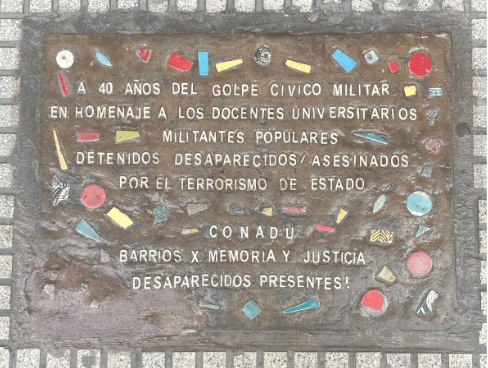 A 40 AÑOS DEL GOLPE CIVICO MILITAR
EN HOMENAJE A LOS DOCENTES UNIVERSITARIOS
MILITANTES POPULARES
DETENIDOS DESAPARECIDOS/ASESINADOS
POR EL TERRORISMO DE ESTADO
CONADU
BARRIOS X MEMORIA Y JUSTICIA
DESAPARECIDOS PRESENTES!